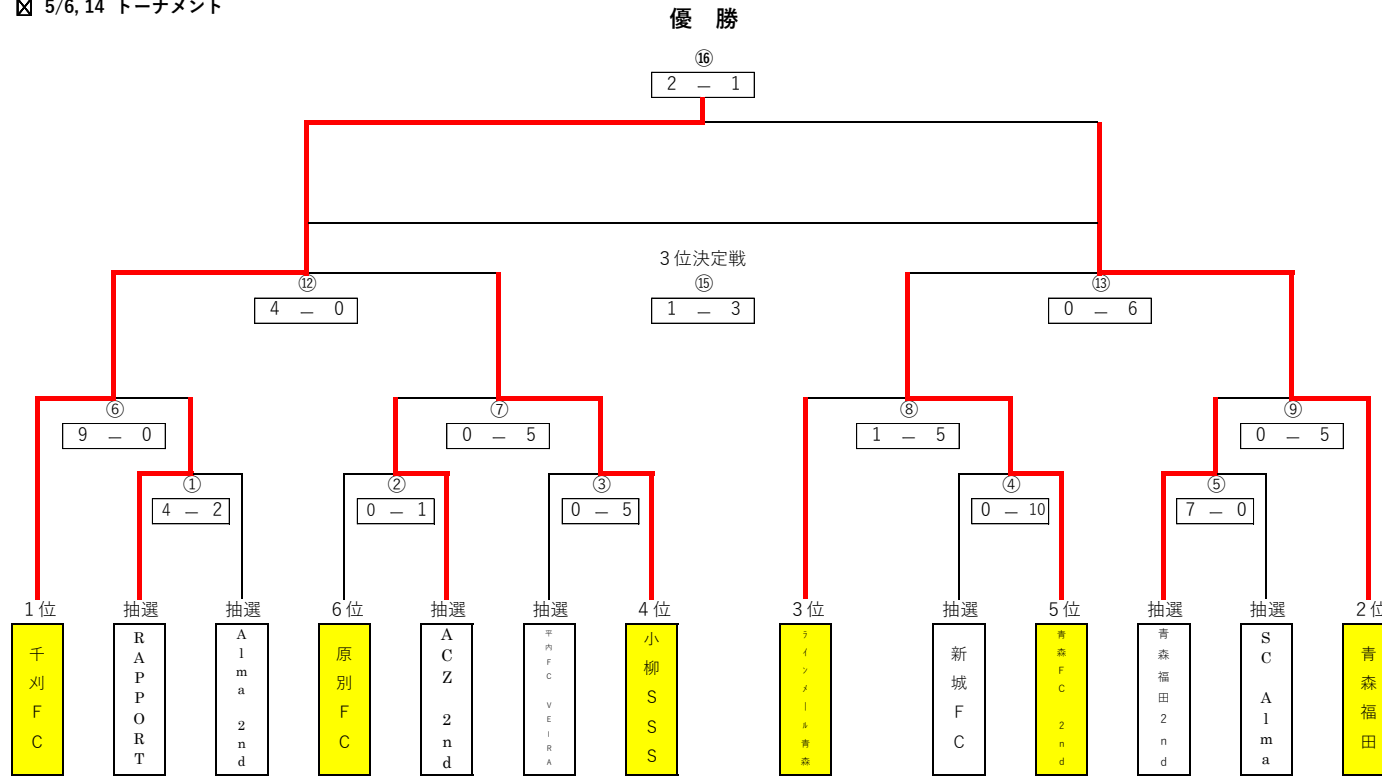 5/6, 14 トーナメント
優 勝
⑯
2 － 1
3位決定戦
⑫
⑮
⑬
4 － 0
1 － 3
0 － 6
⑥
⑦
⑧
⑨
9 － 0
0 － 5
1 － 5
0 － 5
①
②
③
④
⑤
4 － 2
0 － 1
0 － 5
0 － 10
7 － 0
1位
抽選
抽選
6位
抽選
抽選
4位
3位
抽選
5位
抽選
抽選
2位
千刈FC
RAPPORT
Alma 2nd
原別FC
ACZ 2nd
平内FC VEIRA
小柳SSS
ラインメール青森
新城FC
青森FC 2nd
青森福田2nd
SC Alma
青森福田